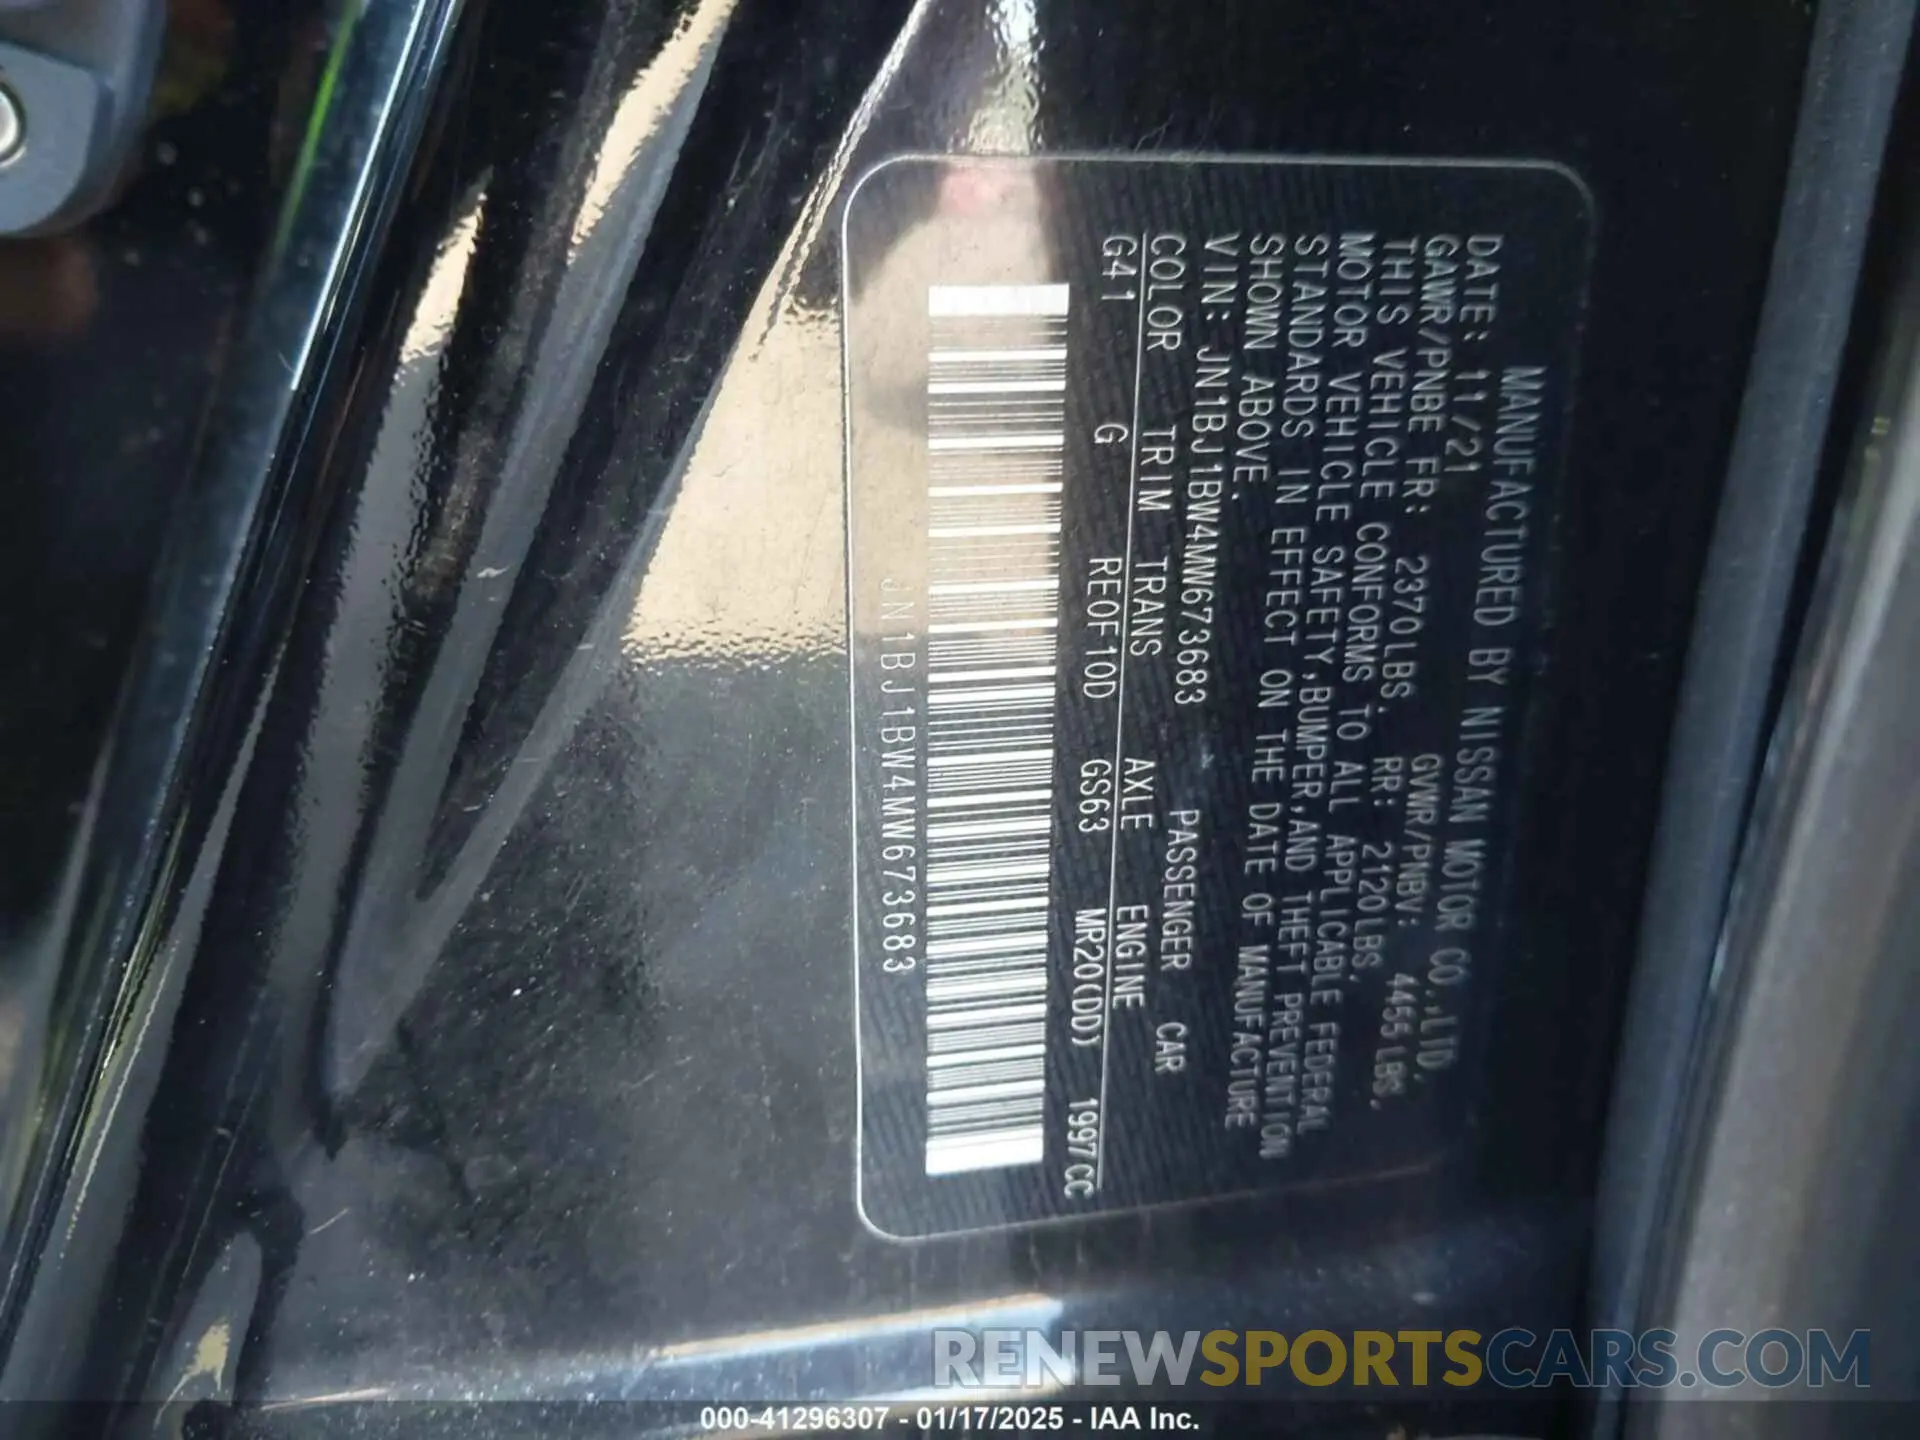 MANUFACTURED BY NISSAN MOTOR CO.,LTD.
DATE: 11/21 GVWR/PNBV: 4455LBS.
GAWR/PNBE FR: 2370LBS. RR: 2120LBS.
THIS VEHICLE CONFORMS TO ALL APPLICABLE FEDERAL
MOTOR VEHICLE SAFETY,BUMPER,AND THEFT PREVENTION
STANDARDS IN EFFECT ON THE DATE OF MANUFACTURE
SHOWN ABOVE.
VIN: JN1BJ1BW4MW673683 PASSENGER CAR
COLOR TRIM TRANS AXLE ENGINE
G41 G RE0F10D GS63 MR20(DD) 1997CC
JN1BJ1BW4MW673683
RENEWSPORTSCARS.COM
000-41296307 - 01/17/2025 - IAA Inc.